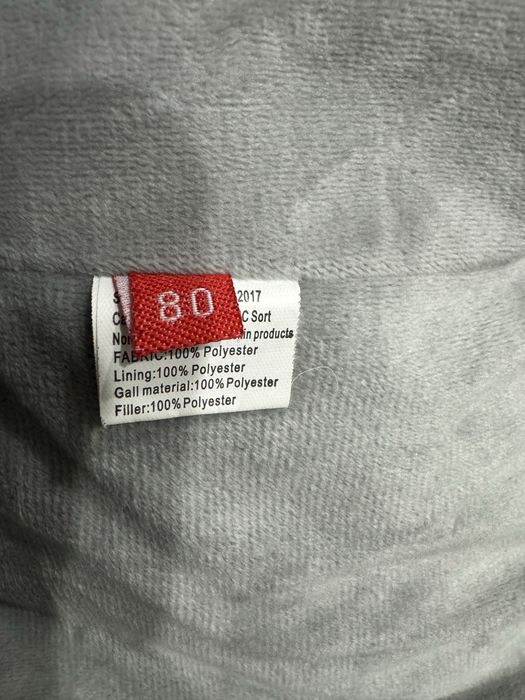 80
2017
C Sort
in products
FABRIC:100% Polyester
Lining:100% Polyester
Gall material:100% Polyester
Filler:100% Polyester